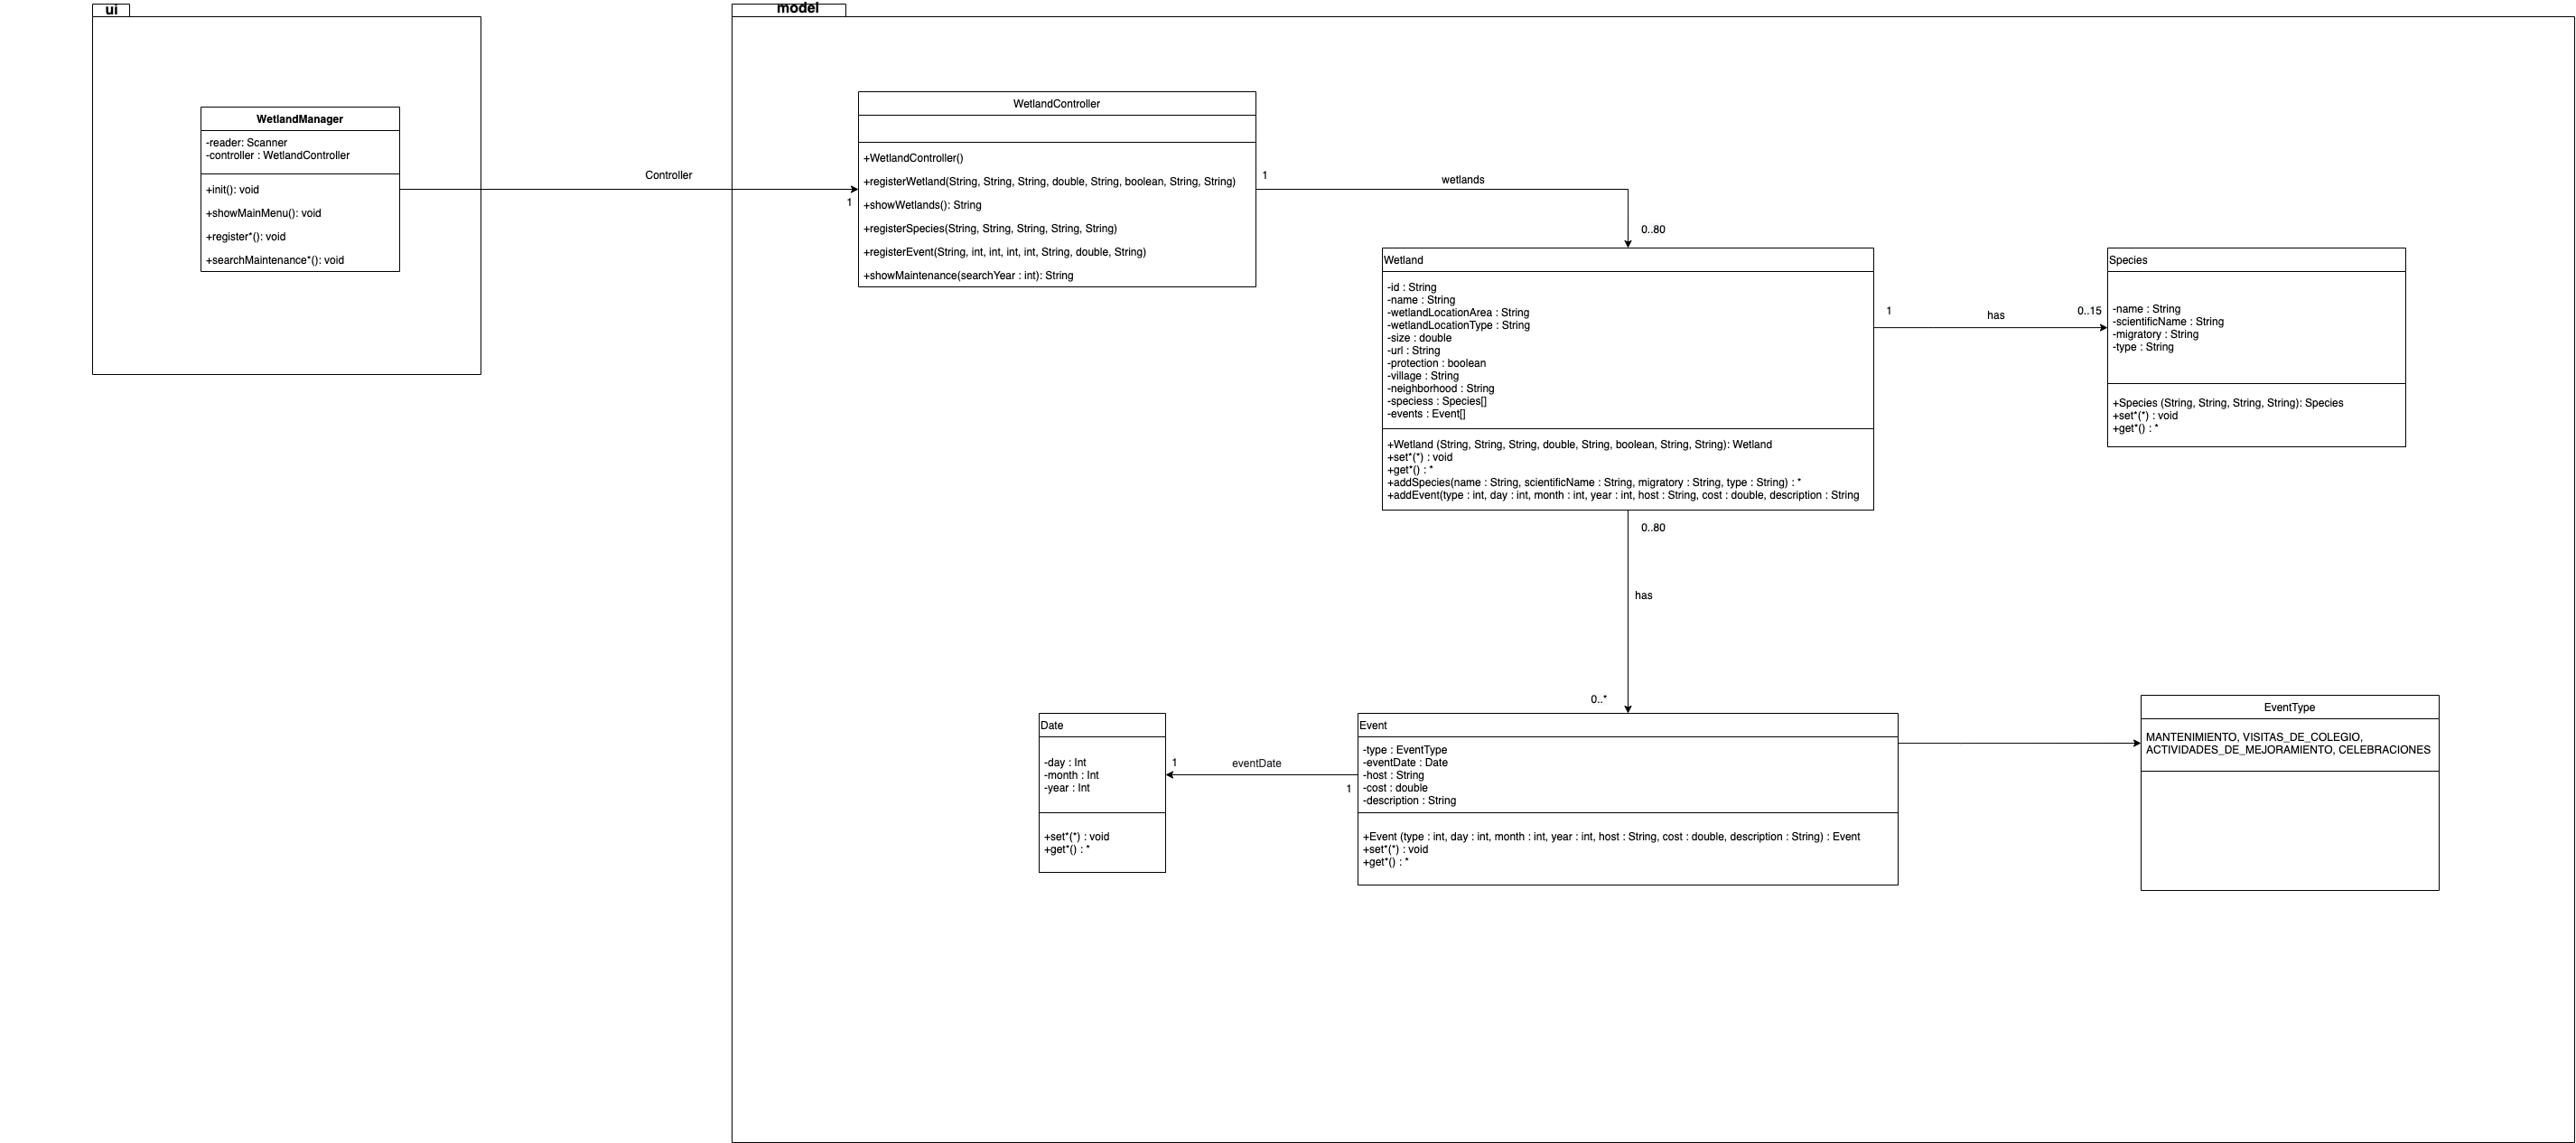 ui
model
WetlandManager
-reader: Scanner
-controller : WetlandController
+init(): void
+showMainMenu(): void
+register*(): void
+searchMaintenance*(): void
Controller
1
WetlandController
+WetlandController()
+registerWetland(String, String, String, double, String, boolean, String, String)
+showWetlands(): String
+registerSpecies(String, String, String, String, String)
+registerEvent(String, int, int, int, int, String, double, String)
+showMaintenance(searchYear : int): String
1
wetlands
0..80
Wetland
-id : String
-name : String
-wetlandLocationArea : String
-wetlandLocationType : String
-size : double
-url : String
-protection : boolean
-village : String
-neighborhood : String
-speciess : Species[]
-events : Event[]
+Wetland (String, String, String, double, String, boolean, String, String): Wetland
+set*(*) : void
+get*() : *
+addSpecies(name : String, scientificName : String, migratory : String, type : String) : *
+addEvent(type : int, day : int, month : int, year : int, host : String, cost : double, description : String
1
has
0..15
Species
-name : String
-scientificName : String
-migratory : String
-type : String
+Species (String, String, String, String): Species
+set*(*) : void
+get*() : *
0..80
has
0..*
Date
-day : Int
-month : Int
-year : Int
+set*(*) : void
+get*() : *
1
eventDate
1
Event
-type : EventType
-eventDate : Date
-host : String
-cost : double
-description : String
+Event (type : int, day : int, month : int, year : int, host : String, cost : double, description : String) : Event
+set*(*) : void
+get*() : *
EventType
MANTENIMIENTO, VISITAS_DE_COLEGIO,
ACTIVIDADES_DE_MEJORAMIENTO, CELEBRACIONES